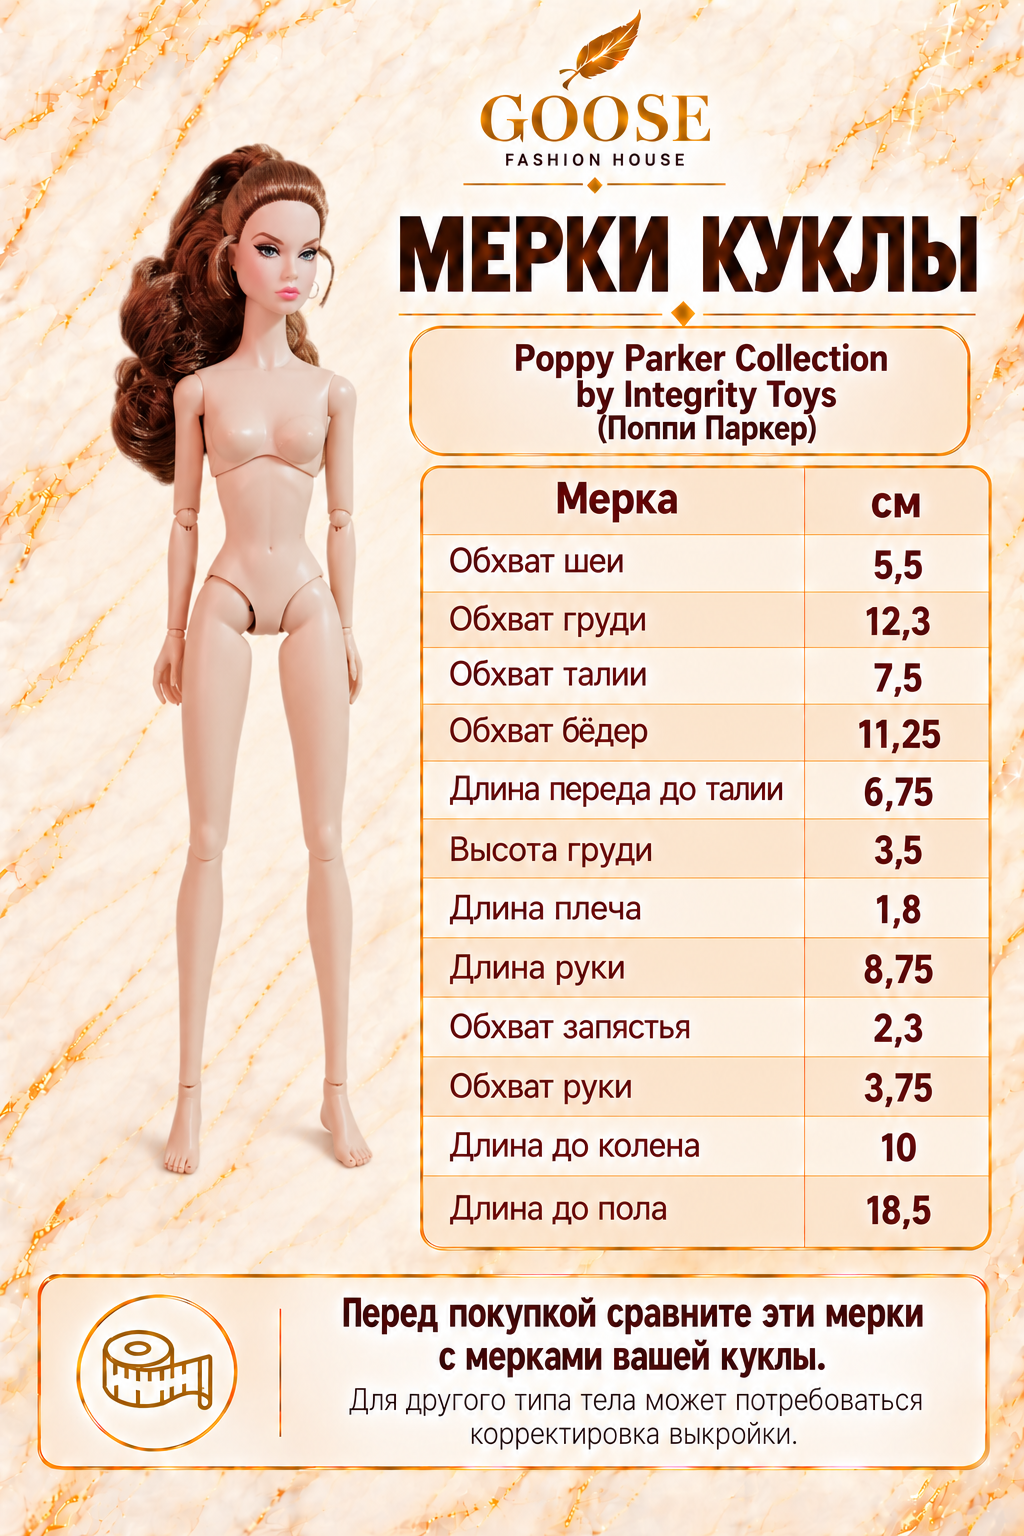 GOOSE
FASHION HOUSE
МЕРКИ КУКЛЫ
Poppy Parker Collection
by Integrity Toys
(Поппи Паркер)
Мерка см
Обхват шеи 5,5
Обхват груди 12,3
Обхват талии 7,5
Обхват бёдер 11,25
Длина переда до талии 6,75
Высота груди 3,5
Длина плеча 1,8
Длина руки 8,75
Обхват запястья 2,3
Обхват руки 3,75
Длина до колена 10
Длина до пола 18,5
Перед покупкой сравните эти мерки
с мерками вашей куклы.
Для другого типа тела может потребоваться
корректировка выкройки.